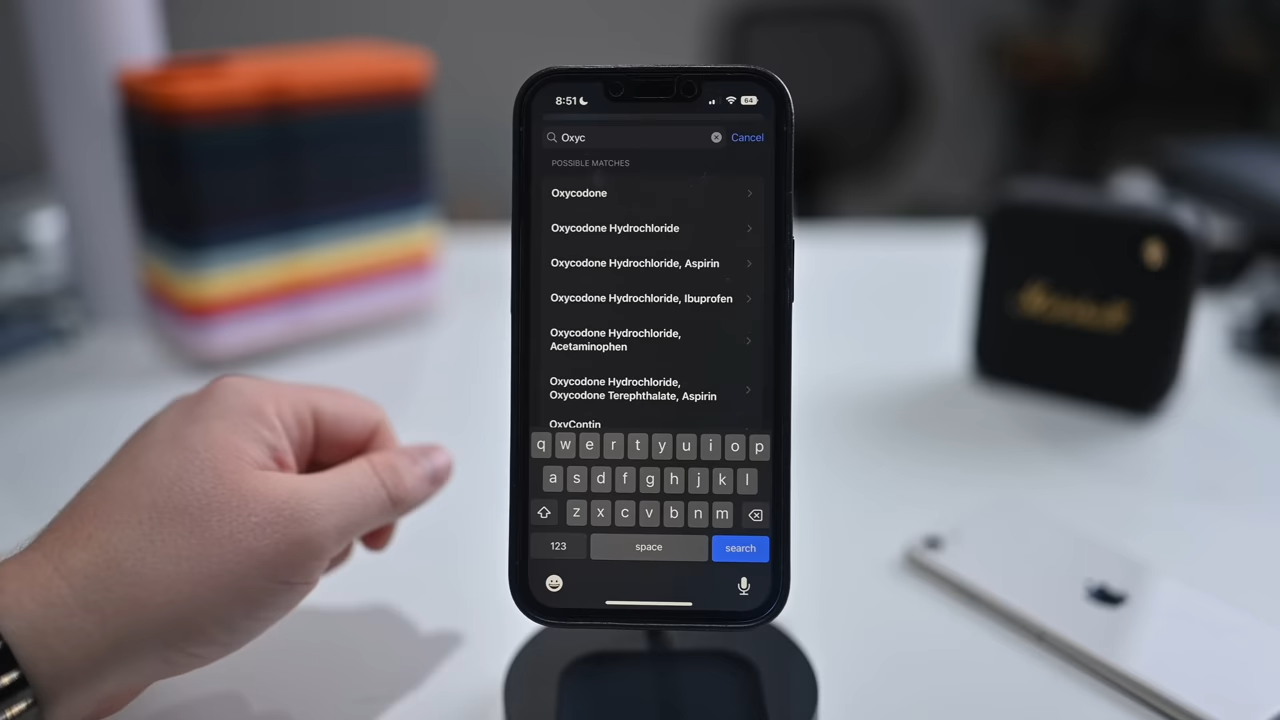 8:51
64
Oxyc
Cancel
POSSIBLE MATCHES
Oxycodone
Oxycodone Hydrochloride
Oxycodone Hydrochloride, Aspirin
Oxycodone Hydrochloride, Ibuprofen
Oxycodone Hydrochloride,
Acetaminophen
Oxycodone Hydrochloride,
Oxycodone Terephthalate, Aspirin
OxyContin
q w e r t y u i o p
a s d f g h j k l
z x c v b n m
123
space
search
Marshall